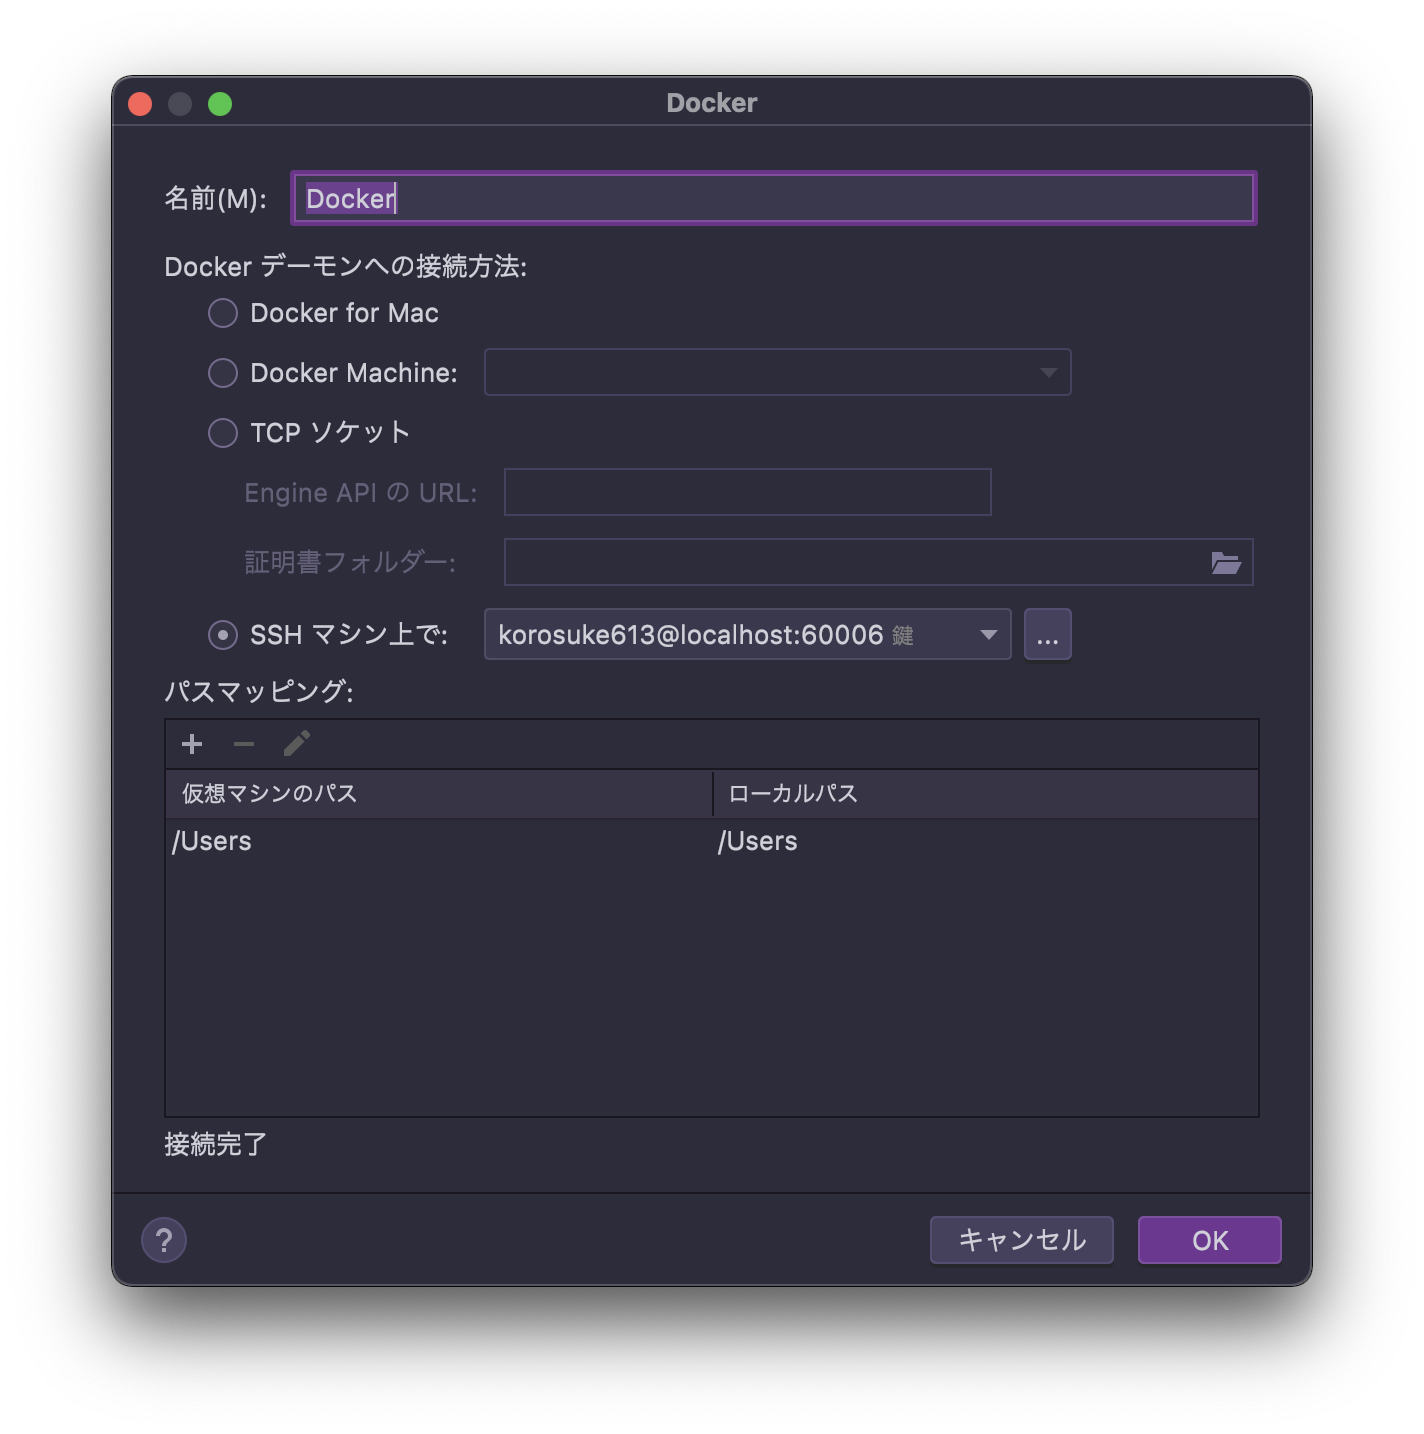 Docker
名前(M): Docker
Docker デーモンへの接続方法:
Docker for Mac
Docker Machine:
TCP ソケット
Engine API の URL:
証明書フォルダー:
SSH マシン上で: korosuke613@localhost:60006 鍵 ...
パスマッピング:
仮想マシンのパス ローカルパス
/Users /Users
接続完了
? キャンセル OK